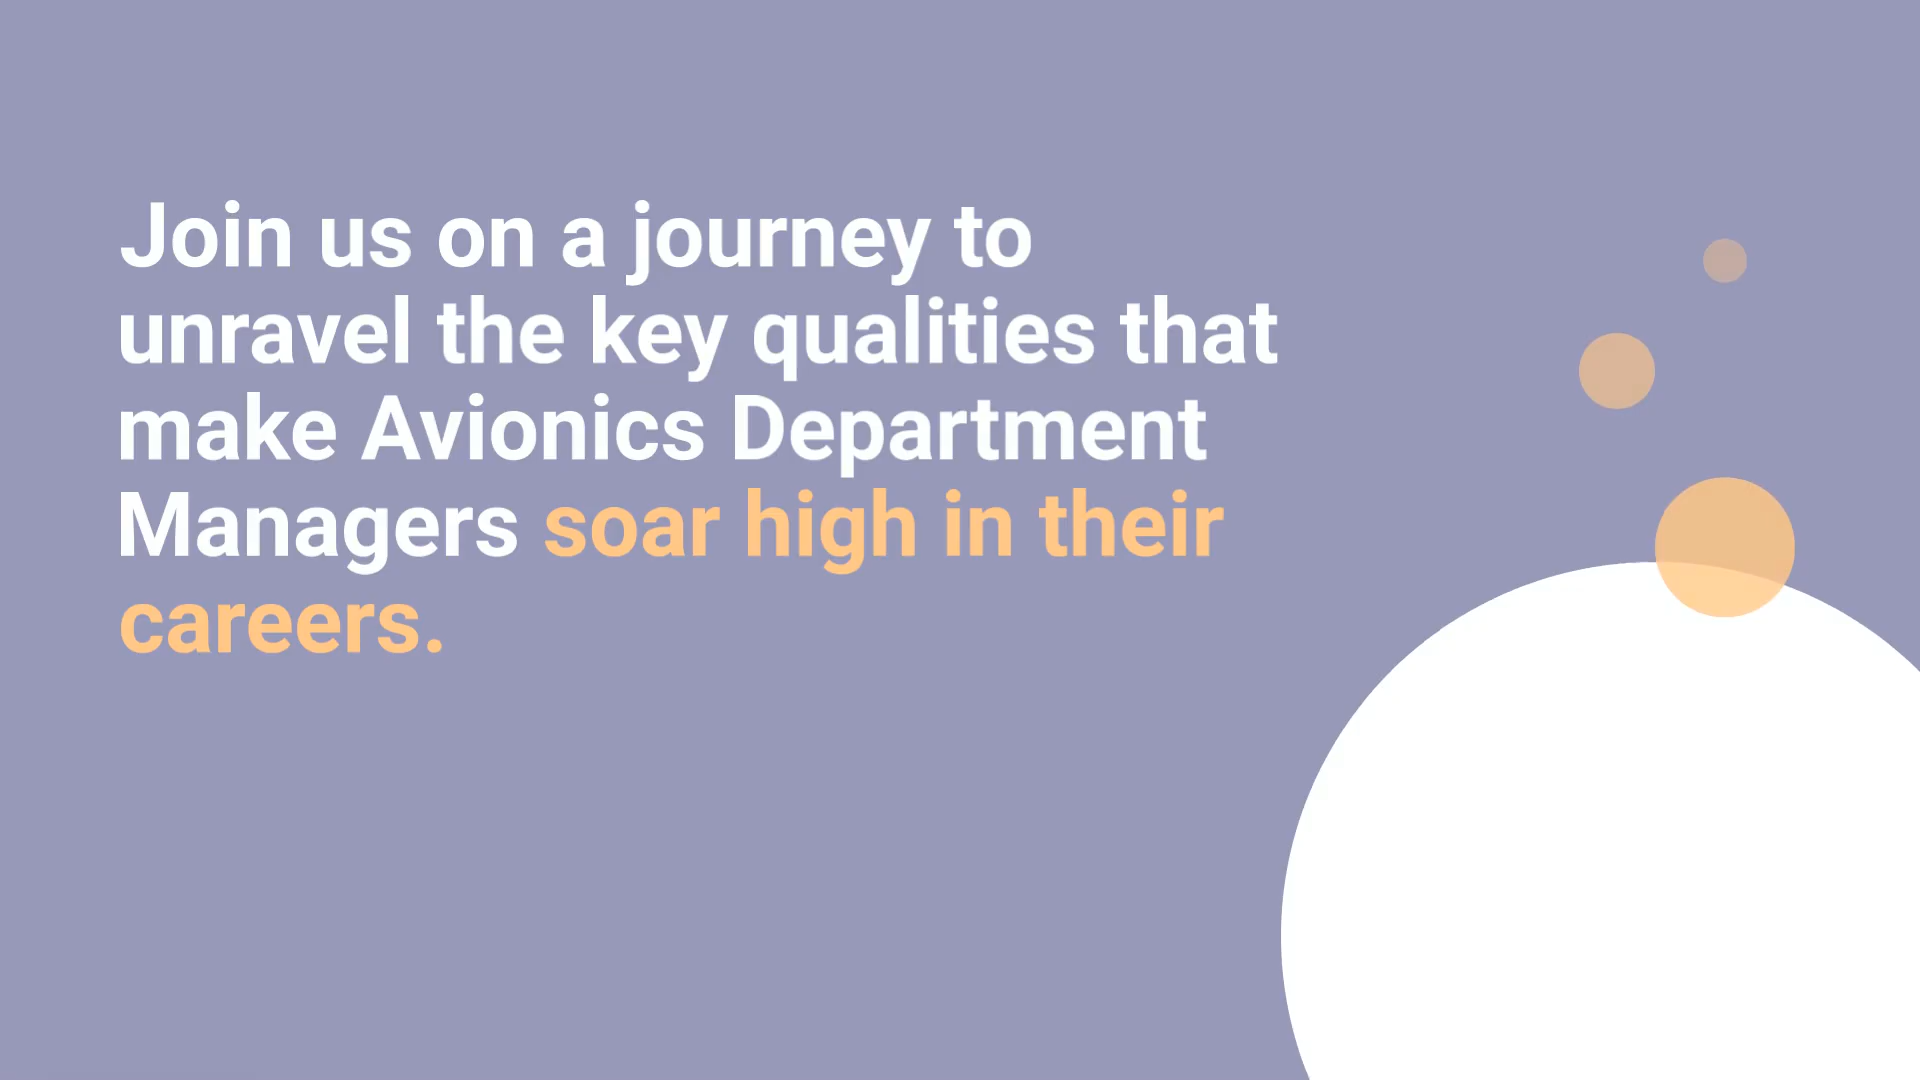 Join us on a journey to
unravel the key qualities that
make Avionics Department
Managers soar high in their
careers.